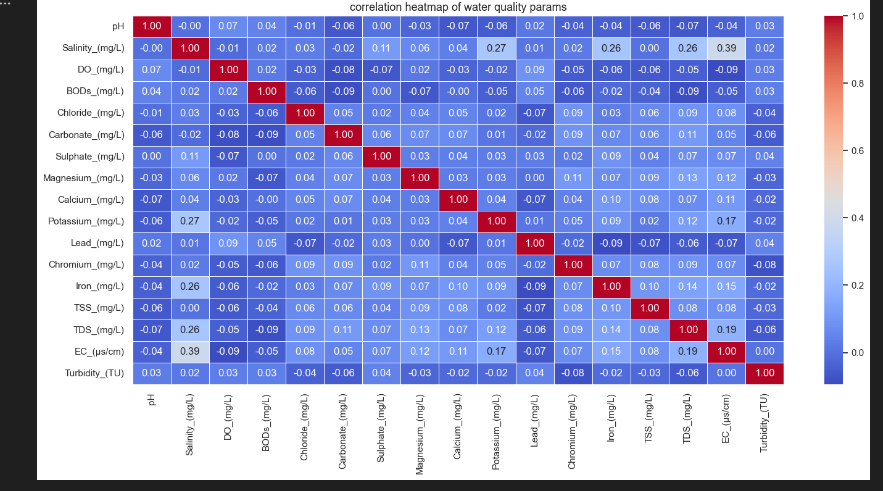 correlation heatmap of water quality params
pH 1.00 -0.00 0.07 0.04 -0.01 -0.06 0.00 -0.03 -0.07 -0.06 0.02 -0.04 -0.04 -0.06 -0.07 -0.04 0.03
Salinity_(mg/L) -0.00 1.00 -0.01 0.02 0.03 -0.02 0.11 0.06 0.04 0.27 0.01 0.02 0.26 0.00 0.26 0.39 0.02
DO_(mg/L) 0.07 -0.01 1.00 0.02 -0.03 -0.08 -0.07 0.02 -0.03 -0.02 0.09 -0.05 -0.06 -0.06 -0.05 -0.09 0.03
BODs_(mg/L) 0.04 0.02 0.02 1.00 -0.06 -0.09 0.00 -0.07 -0.00 -0.05 0.05 -0.06 -0.02 -0.04 -0.09 -0.05 0.03
Chloride_(mg/L) -0.01 0.03 -0.03 -0.06 1.00 0.05 0.02 0.04 0.05 0.02 -0.07 0.09 0.03 0.06 0.09 0.08 -0.04
Carbonate_(mg/L) -0.06 -0.02 -0.08 -0.09 0.05 1.00 0.06 0.07 0.07 0.01 -0.02 0.09 0.07 0.06 0.11 0.05 -0.06
Sulphate_(mg/L) 0.00 0.11 -0.07 0.00 0.02 0.06 1.00 0.03 0.04 0.03 0.03 0.02 0.09 0.04 0.07 0.07 0.04
Magnesium_(mg/L) -0.03 0.06 0.02 -0.07 0.04 0.07 0.03 1.00 0.03 0.03 0.00 0.11 0.07 0.09 0.13 0.12 -0.03
Calcium_(mg/L) -0.07 0.04 -0.03 -0.00 0.05 0.07 0.04 0.03 1.00 0.04 -0.07 0.04 0.10 0.08 0.07 0.11 -0.02
Potassium_(mg/L) -0.06 0.27 -0.02 -0.05 0.02 0.01 0.03 0.03 0.04 1.00 0.01 0.05 0.09 0.02 0.12 0.17 -0.02
Lead_(mg/L) 0.02 0.01 0.09 0.05 -0.07 -0.02 0.03 0.00 -0.07 0.01 1.00 -0.02 -0.09 -0.07 -0.06 -0.07 0.04
Chromium_(mg/L) -0.04 0.02 -0.05 -0.06 0.09 0.09 0.02 0.11 0.04 0.05 -0.02 1.00 0.07 0.08 0.09 0.07 -0.08
Iron_(mg/L) -0.04 0.26 -0.06 -0.02 0.03 0.07 0.09 0.07 0.10 0.09 -0.09 0.07 1.00 0.10 0.14 0.15 -0.02
TSS_(mg/L) -0.06 0.00 -0.06 -0.04 0.06 0.06 0.04 0.09 0.08 0.02 -0.07 0.08 0.10 1.00 0.08 0.08 -0.03
TDS_(mg/L) -0.07 0.26 -0.05 -0.09 0.09 0.11 0.07 0.13 0.07 0.12 -0.06 0.09 0.14 0.08 1.00 0.19 -0.06
EC_(μs/cm) -0.04 0.39 -0.09 -0.05 0.08 0.05 0.07 0.12 0.11 0.17 -0.07 0.07 0.15 0.08 0.19 1.00 0.00
Turbidity_(TU) 0.03 0.02 0.03 0.03 -0.04 -0.06 0.04 -0.03 -0.02 -0.02 0.04 -0.08 -0.02 -0.03 -0.06 0.00 1.00
pH
Salinity_(mg/L)
DO_(mg/L)
BODs_(mg/L)
Chloride_(mg/L)
Carbonate_(mg/L)
Sulphate_(mg/L)
Magnesium_(mg/L)
Calcium_(mg/L)
Potassium_(mg/L)
Lead_(mg/L)
Chromium_(mg/L)
Iron_(mg/L)
TSS_(mg/L)
TDS_(mg/L)
EC_(μs/cm)
Turbidity_(TU)
1.0
0.8
0.6
0.4
0.2
0.0